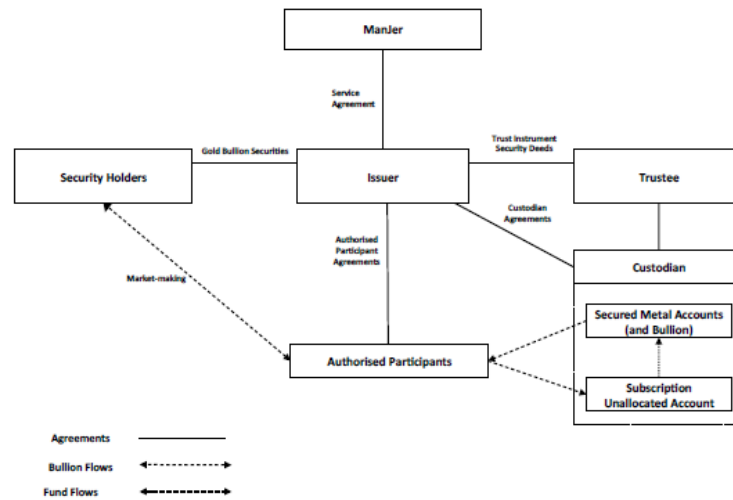 ManJer
Service
Agreement
Gold Bullion Securities
Trust Instrument
Security Deeds
Security Holders
Issuer
Trustee
Custodian
Agreements
Authorised
Participant
Agreements
Custodian
Market-making
Secured Metal Accounts
(and Bullion)
Authorised Participants
Subscription
Unallocated Account
Agreements
Bullion Flows
Fund Flows